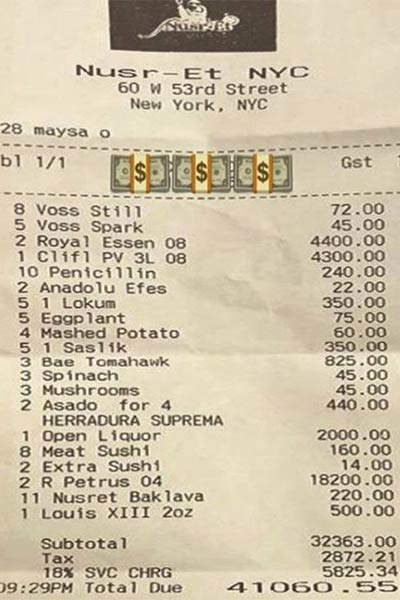 Nusr-Et
Nusr-Et NYC
60 W 53rd Street
New York, NYC
28 maysa o
bl 1/1 $ $ $ Gst
8 Voss Still 72.00
5 Voss Spark 45.00
2 Royal Essen 08 4400.00
1 Cliff PV 3L 08 4300.00
10 Penicillin 240.00
2 Anadolu Efes 22.00
5 1 Lokum 350.00
5 Eggplant 75.00
4 Mashed Potato 60.00
5 1 Saslik 350.00
3 Bae Tomahawk 825.00
3 Spinach 45.00
3 Mushrooms 45.00
2 Asado for 4 440.00
HERRADURA SUPREMA
1 Open Liquor 2000.00
8 Meat Sushi 160.00
2 Extra Sushi 14.00
2 R Petrus 04 18200.00
11 Nusret Baklava 220.00
1 Louis XIII 2oz 500.00
Subtotal 32363.00
Tax 2872.21
18% SVC CHRG 5825.34
09:29PM Total Due 41060.55